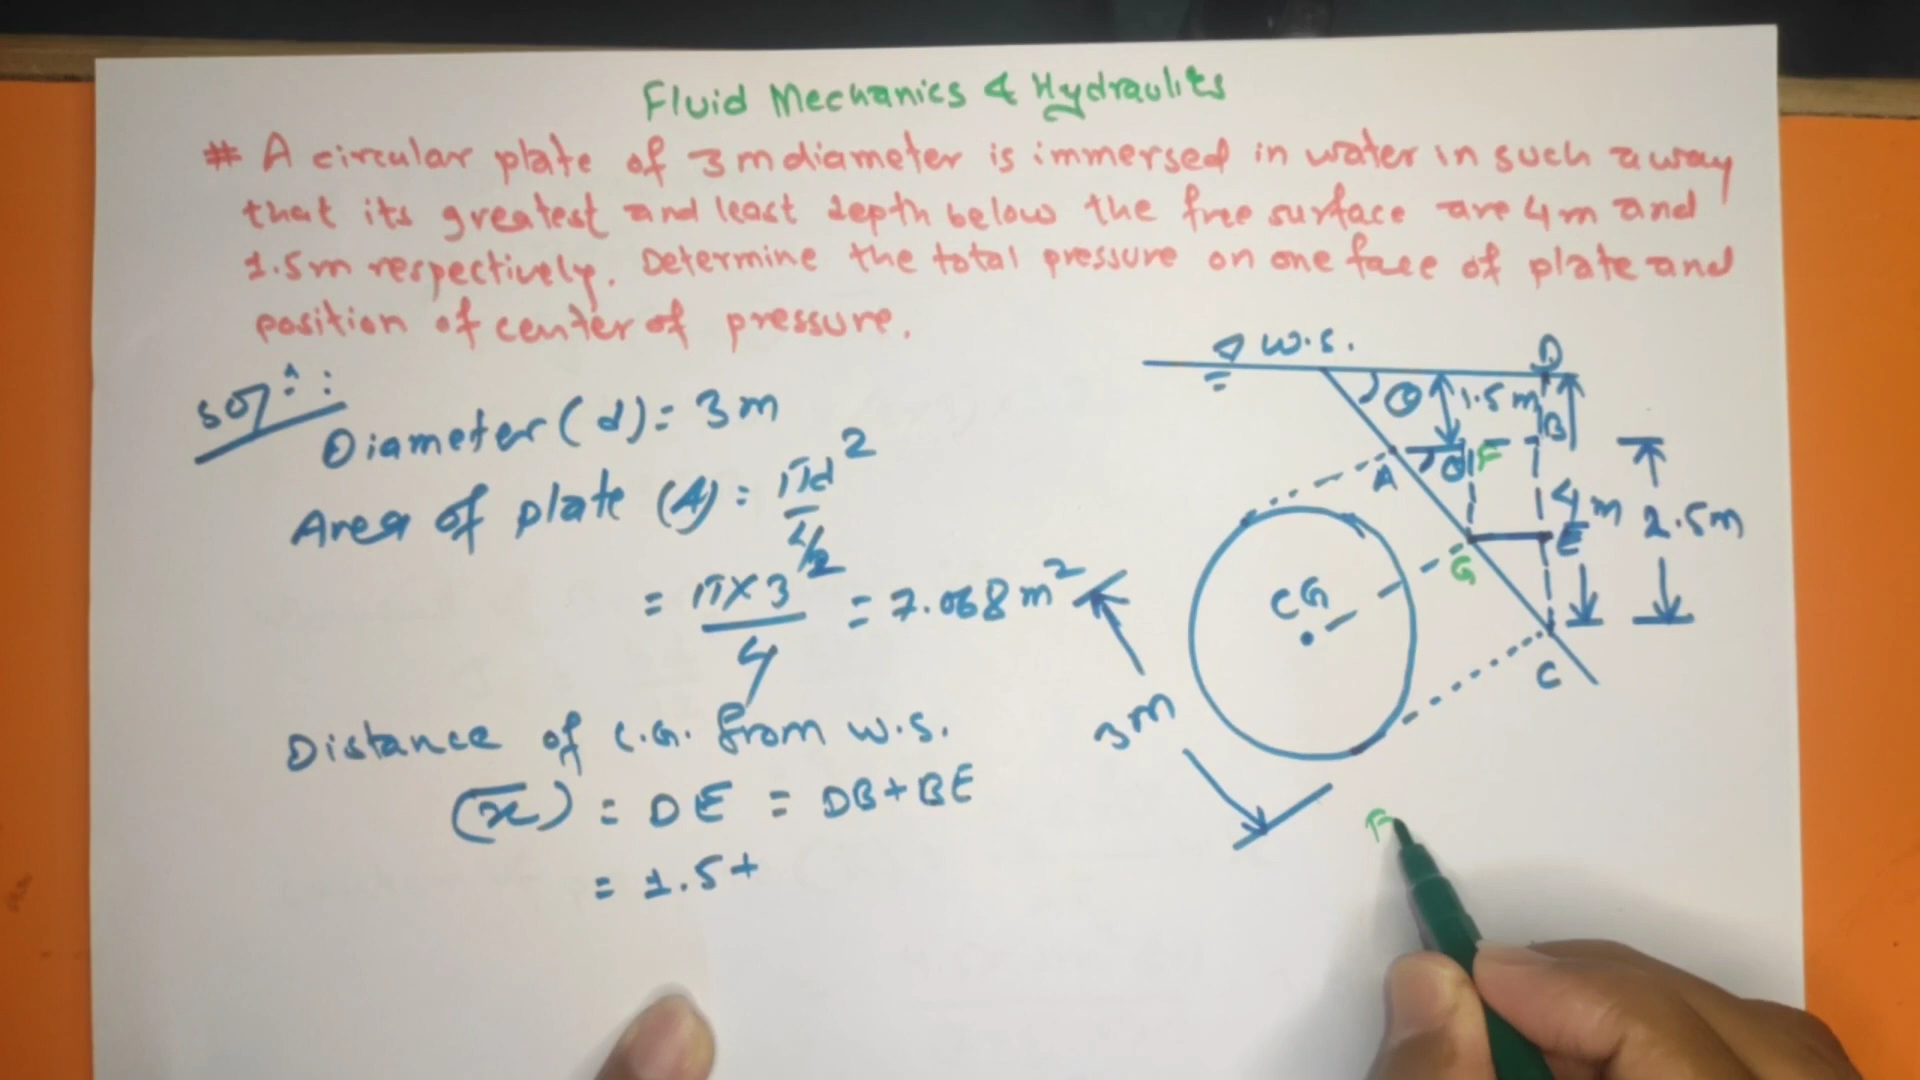 Fluid Mechanics & Hydraulics
# A circular plate of 3 m diameter is immersed in water in such a way
that its greatest and least depth below the free surface are 4m and
1.5m respectively. Determine the total pressure on one face of plate and
position of center of pressure.
Solⁿ:
Diameter (d) = 3m
Area of plate (A) = πd²/4
= π×3²/4 = 7.068 m²
Distance of C.G. from W.S.
(x̄) = DE = DB + BE
= 1.5 +
W.S.
D
θ
1.5m
B
A
θ
F
4m
2.5m
E
G
CG
C
3m